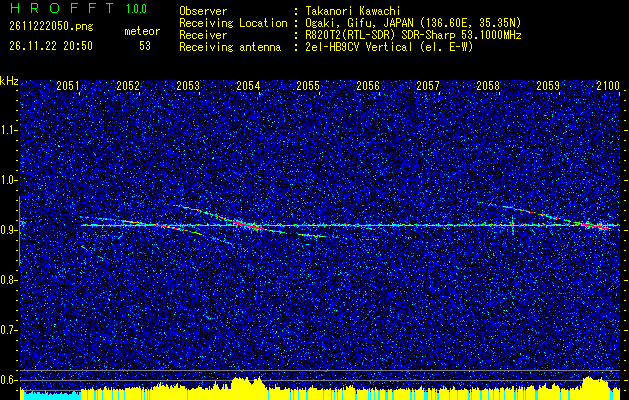 H R O F F T 1.0.0
2611222050.png
meteor
26.11.22 20:50 53
Observer : Takanori Kawachi
Receiving Location : Ogaki, Gifu, JAPAN (136.60E, 35.35N)
Receiver : R820T2(RTL-SDR) SDR-Sharp 53.1000MHz
Receiving antenna : 2el-HB9CV Vertical (el. E-W)
kHz 2051 2052 2053 2054 2055 2056 2057 2058 2059 2100
1.1
1.0
0.9
0.8
0.7
0.6